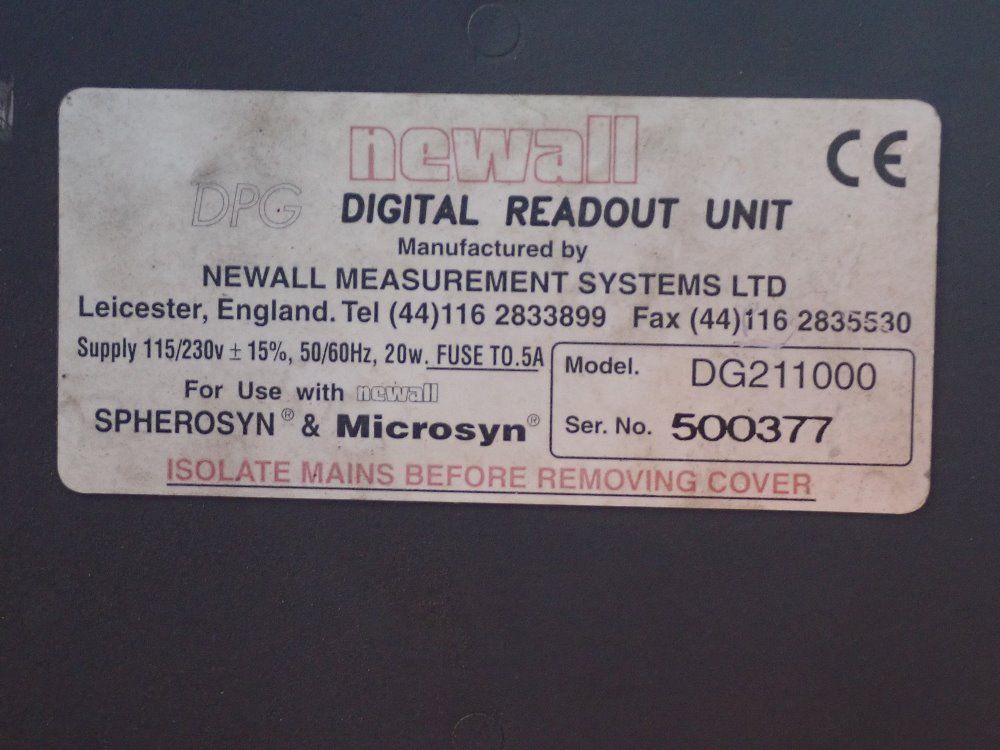 newall
CE
DPG DIGITAL READOUT UNIT
Manufactured by
NEWALL MEASUREMENT SYSTEMS LTD
Leicester, England. Tel (44)116 2833899 Fax (44)116 2835530
Supply 115/230v ± 15%, 50/60Hz, 20w. FUSE T0.5A
For Use with newall
SPHEROSYN® & Microsyn®
Model. DG211000
Ser. No. 500377
ISOLATE MAINS BEFORE REMOVING COVER